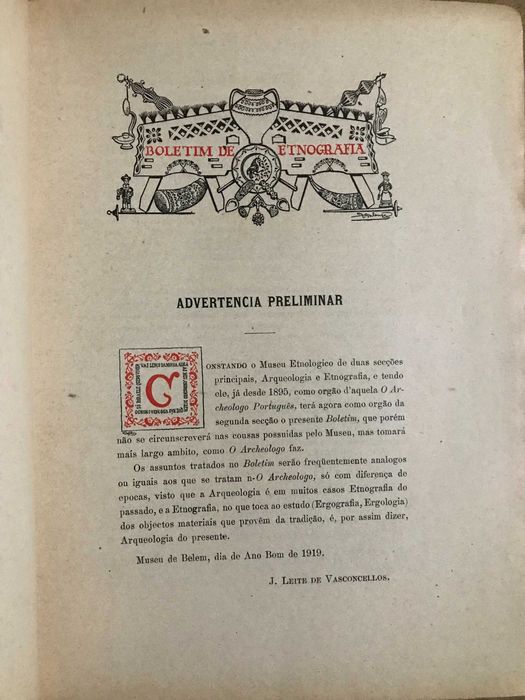 BOLETIM DE ETNOGRAFIA
ADVERTENCIA PRELIMINAR
CONSTANDO o Museu Etnologico de duas secções
principais, Arqueologia e Etnografia, e tendo
ele, já desde 1895, como orgão d'aquela O Ar-
cheologo Português, terá agora como orgão da
segunda secção o presente Boletim, que porém
não se circunscreverá nas cousas possuidas pelo Museu, mas tomará
mais largo ambito, como O Archeologo faz.
Os assuntos tratados no Boletim serão freqüentemente analogos
ou iguais aos que se tratam n-O Archeologo, só com diferença de
epocas, visto que a Arqueologia é em muitos casos Etnografia do
passado, e a Etnografia, no que toca ao estudo (Ergografia, Ergologia)
dos objectos materiais que provêm da tradição, é, por assim dizer,
Arqueologia do presente.
Museu de Belem, dia de Ano Bom de 1919.
J. LEITE DE VASCONCELLOS.